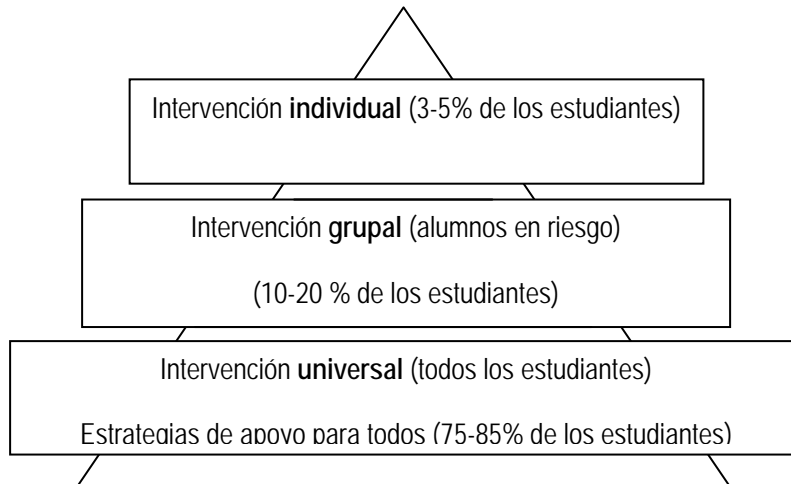 Intervención individual (3-5% de los estudiantes)
Intervención grupal (alumnos en riesgo)
(10-20 % de los estudiantes)
Intervención universal (todos los estudiantes)
Estrategias de apoyo para todos (75-85% de los estudiantes)